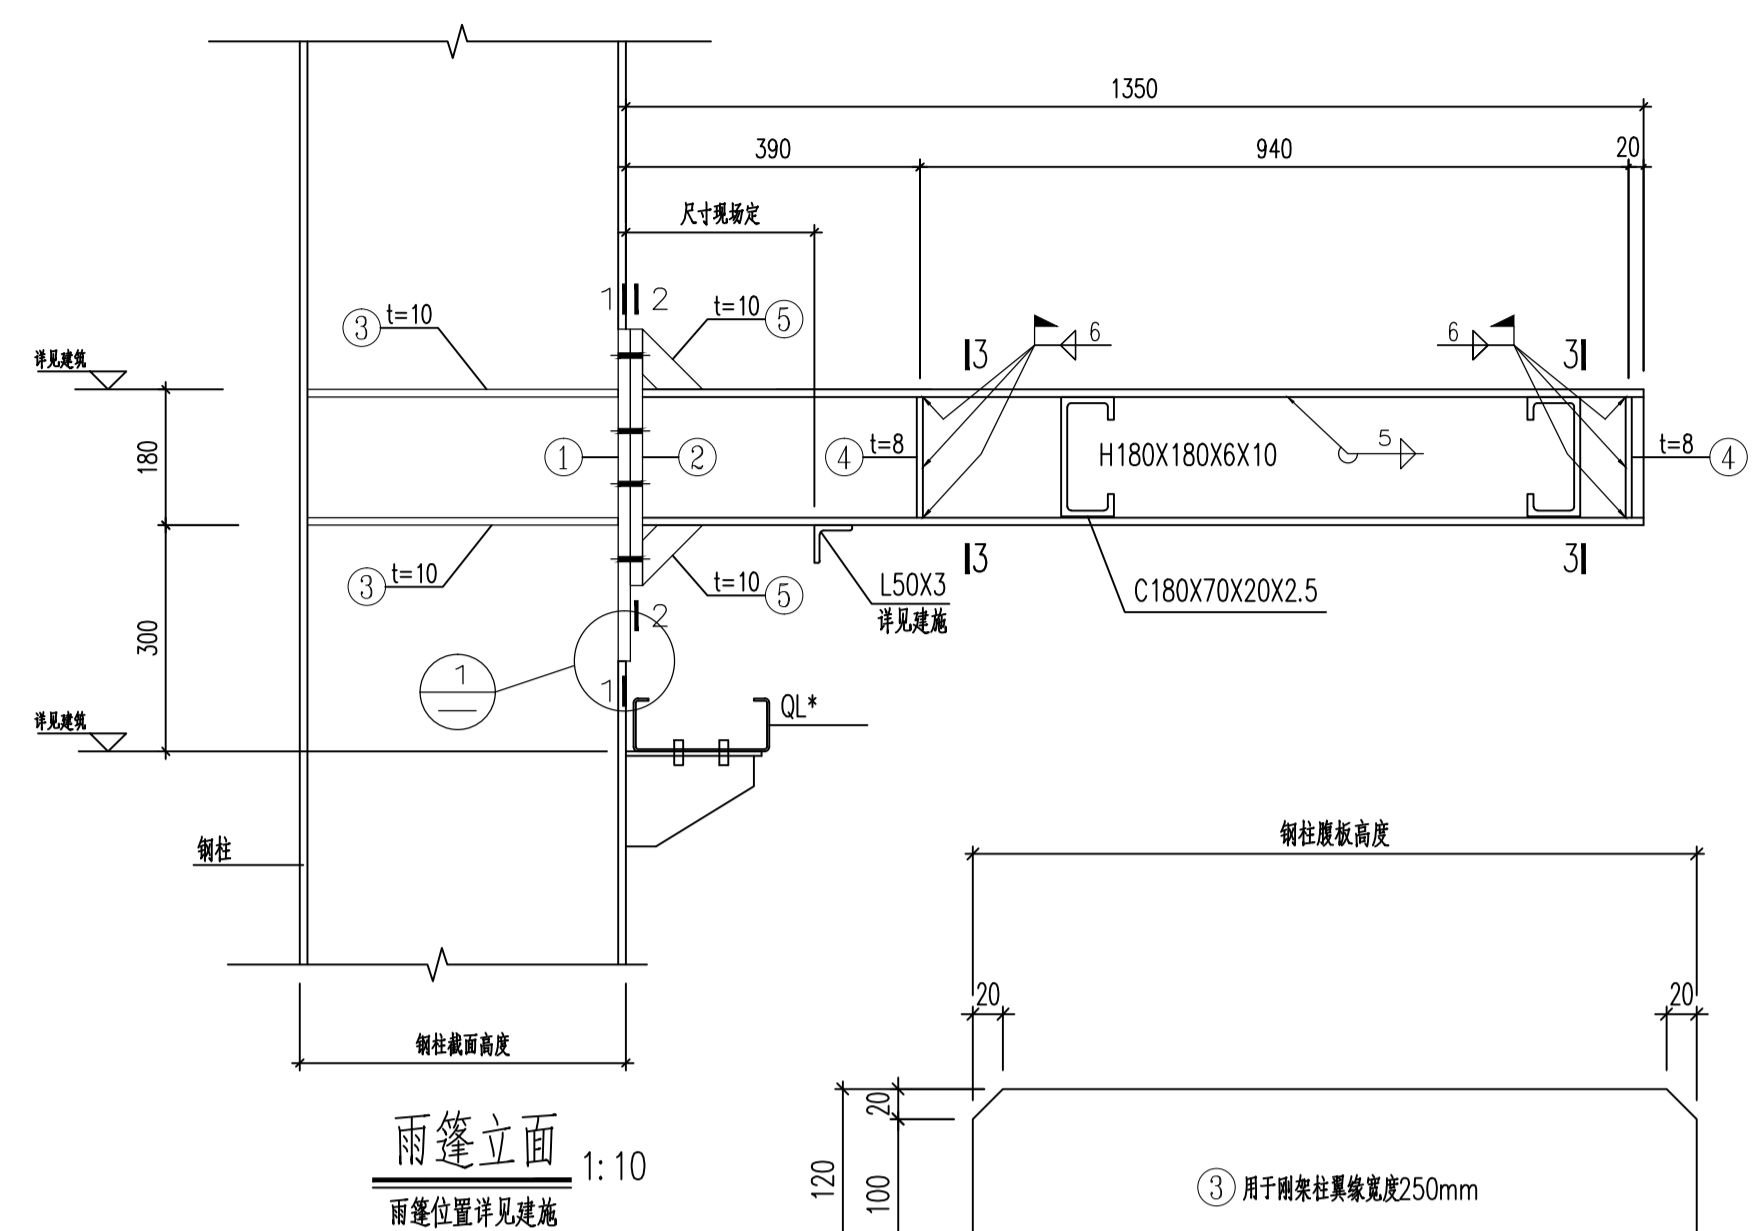 1350
390
940
20
尺寸现场定
1
2
t=10
5
3
t=10
6
6
3
3
详见建筑
180
1
2
4
t=8
H180X180X6X10
5
t=8
4
3
t=10
t=10
5
L50X3
详见建施
3
3
C180X70X20X2.5
300
2
1
1
QL*
详见建筑
钢柱
钢柱腹板高度
20
20
钢柱截面高度
雨篷立面 1:10
雨篷位置详见建施
20
120
100
3 用于刚架柱翼缘宽度250mm